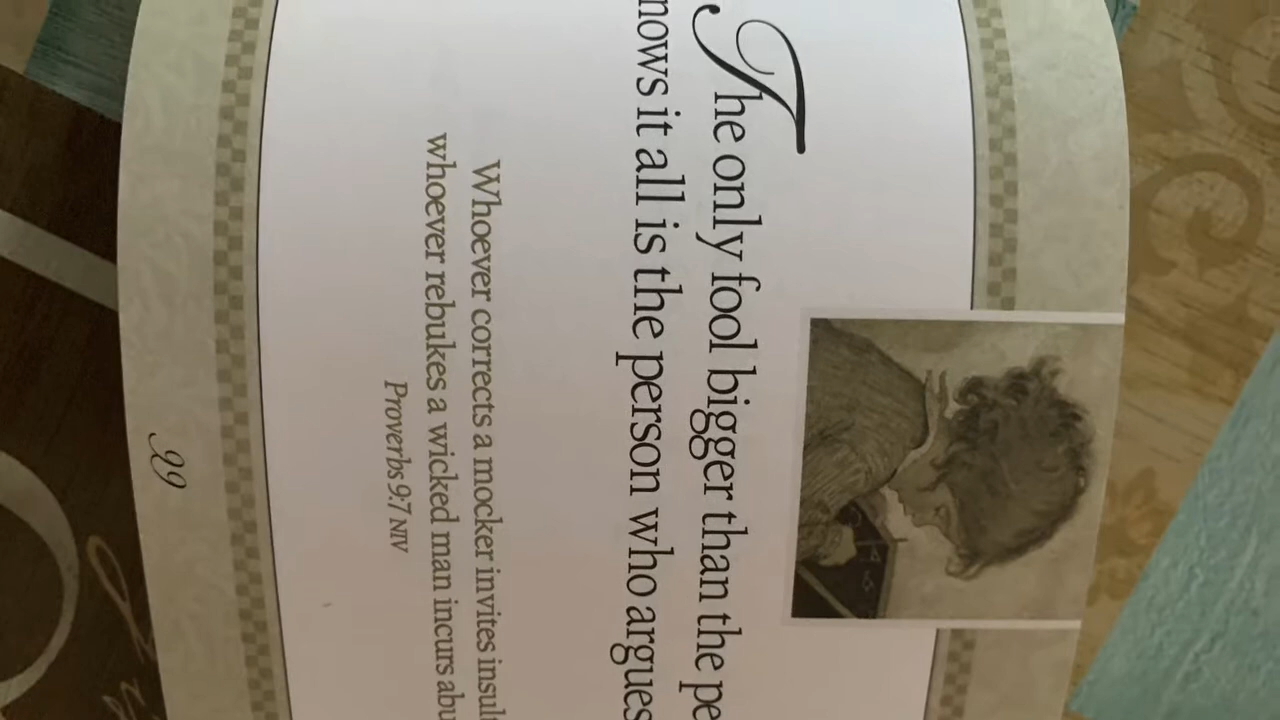 The only fool bigger than the pe
nows it all is the person who argues
Whoever corrects a mocker invites insul
whoever rebukes a wicked man incurs abu
Proverbs 9:7 NIV
99